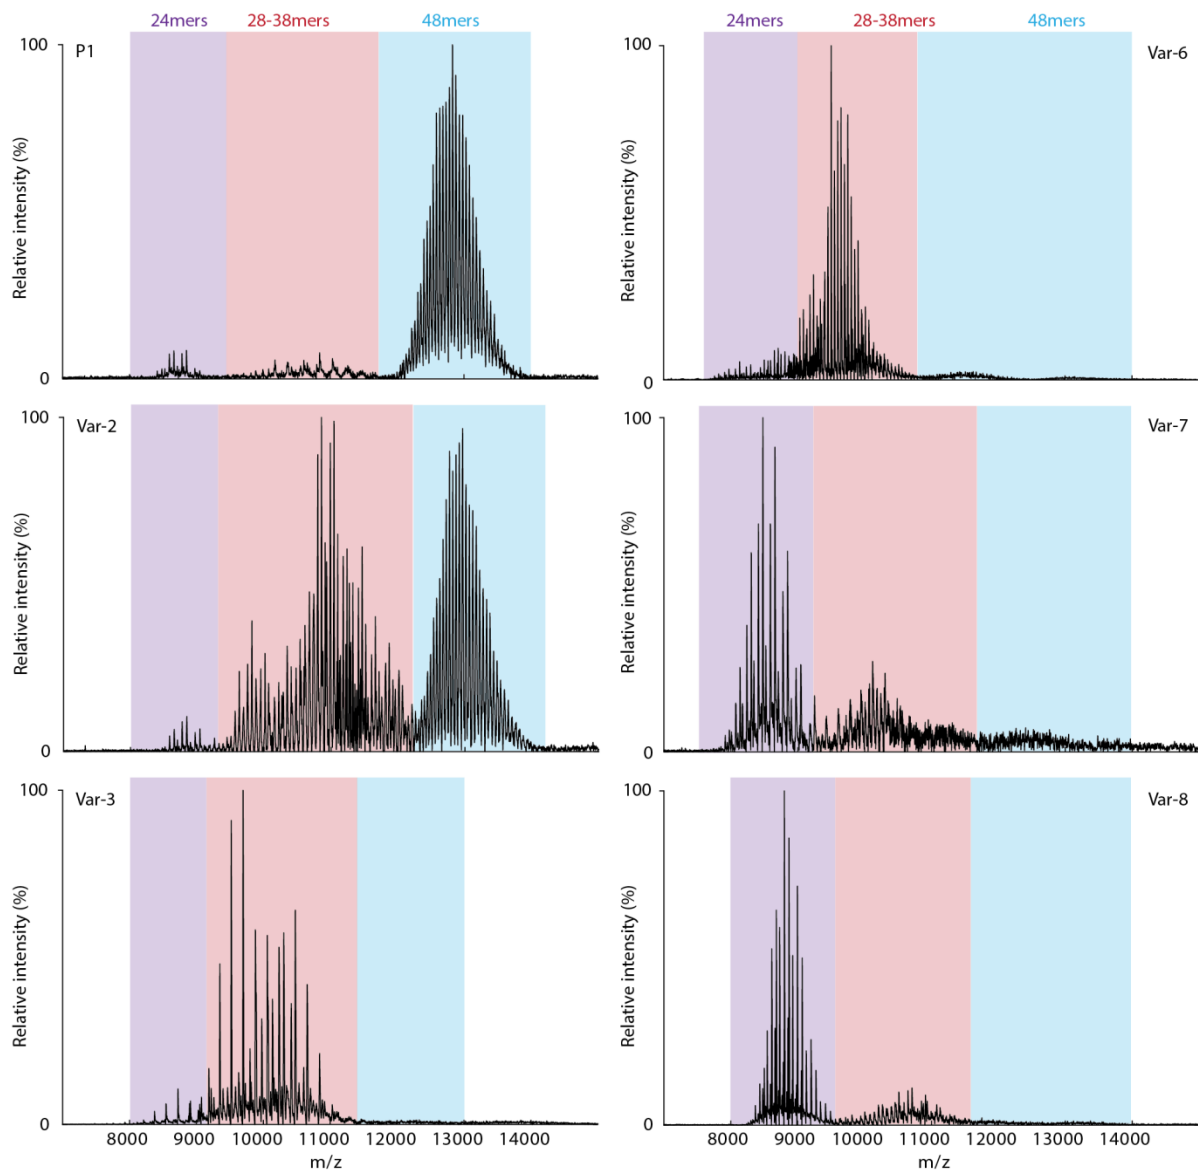 24mers 28-38mers 48mers
24mers 28-38mers 48mers
100
P1
Relative intensity (%)
0
100
Var-6
Relative intensity (%)
0
100
Var-2
Relative intensity (%)
0
100
Var-7
Relative intensity (%)
0
100
Var-3
Relative intensity (%)
0
8000 9000 10000 11000 12000 13000 14000
m/z
100
Var-8
Relative intensity (%)
0
8000 9000 10000 11000 12000 13000 14000
m/z